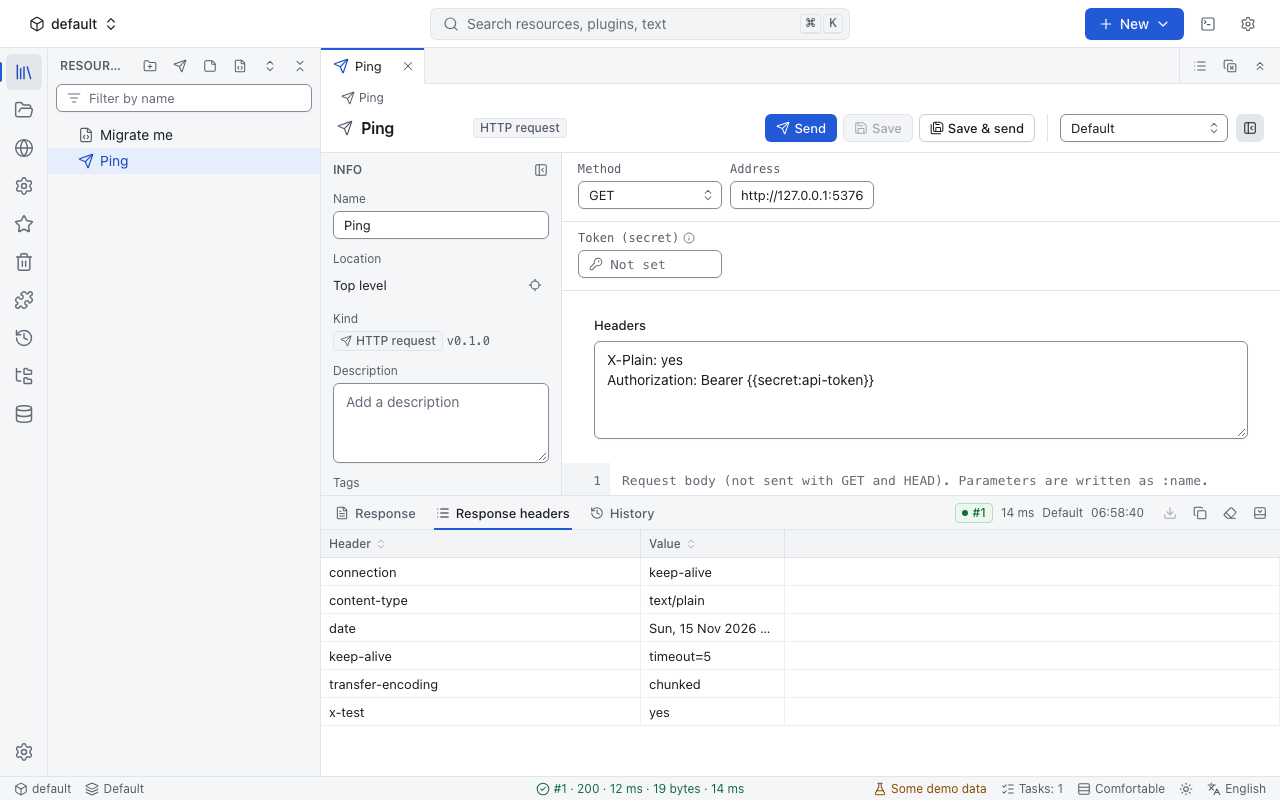 default
Search resources, plugins, text
⌘ K
New
RESOUR...
Filter by name
Migrate me
Ping
Ping
Ping
Ping
HTTP request
Send
Save
Save & send
Default
INFO
Name
Ping
Location
Top level
Kind
HTTP request v0.1.0
Description
Add a description
Tags
Method
Address
GET
http://127.0.0.1:5376
Token (secret)
Not set
Headers
X-Plain: yes
Authorization: Bearer {{secret:api-token}}
1 Request body (not sent with GET and HEAD). Parameters are written as :name.
Response
Response headers
History
#1 14 ms Default 06:58:40
Header Value
connection keep-alive
content-type text/plain
date Sun, 15 Nov 2026 ...
keep-alive timeout=5
transfer-encoding chunked
x-test yes
default
Default
#1 · 200 · 12 ms · 19 bytes · 14 ms
Some demo data
Tasks: 1
Comfortable
English